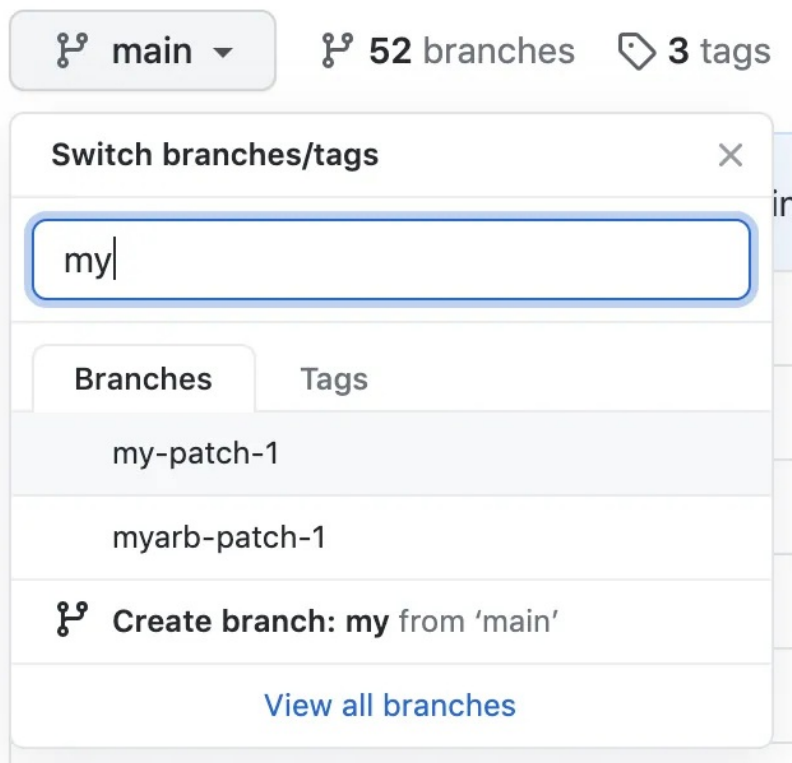 main 52 branches 3 tags
Switch branches/tags
my
Branches Tags
my-patch-1
myarb-patch-1
Create branch: my from ‘main’
View all branches